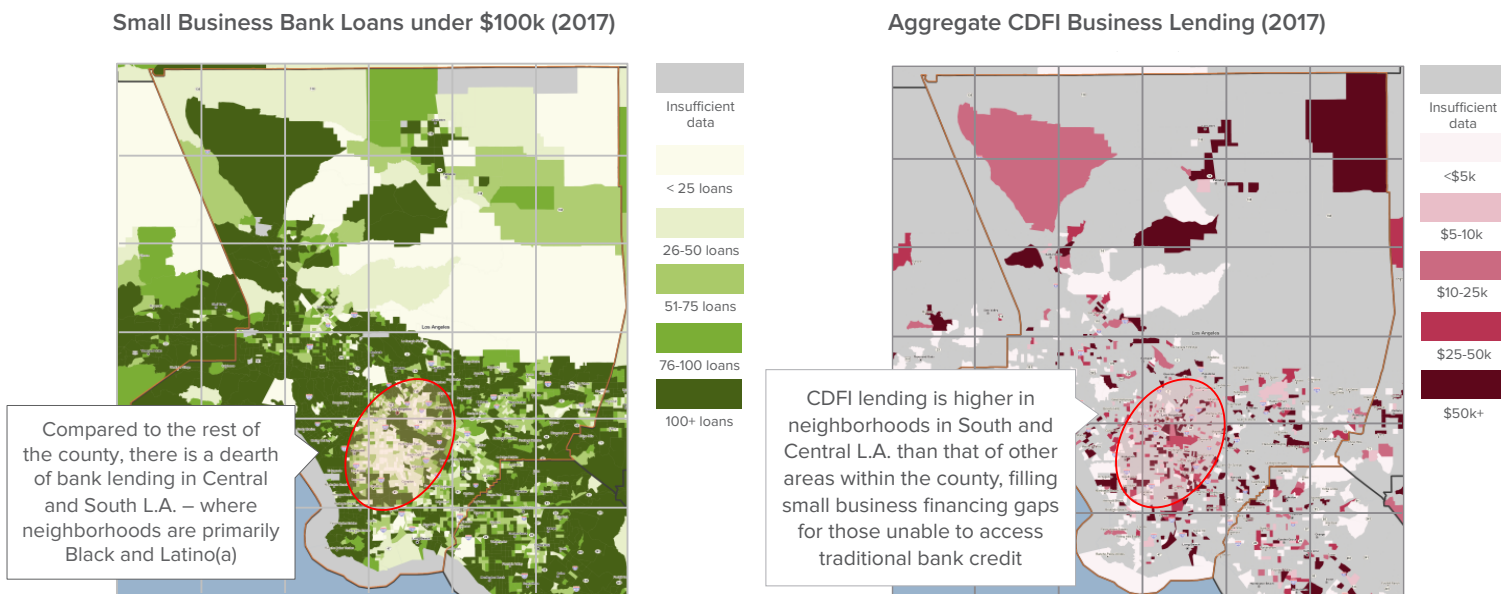 Small Business Bank Loans under $100k (2017)
Insufficient
data
< 25 loans
26-50 loans
51-75 loans
76-100 loans
100+ loans
Los Angeles
Compared to the rest of
the county, there is a dearth
of bank lending in Central
and South L.A. – where
neighborhoods are primarily
Black and Latino(a)
Aggregate CDFI Business Lending (2017)
Insufficient
data
<$5k
$5-10k
$10-25k
$25-50k
$50k+
Los Angeles
CDFI lending is higher in
neighborhoods in South and
Central L.A. than that of other
areas within the county, filling
small business financing gaps
for those unable to access
traditional bank credit